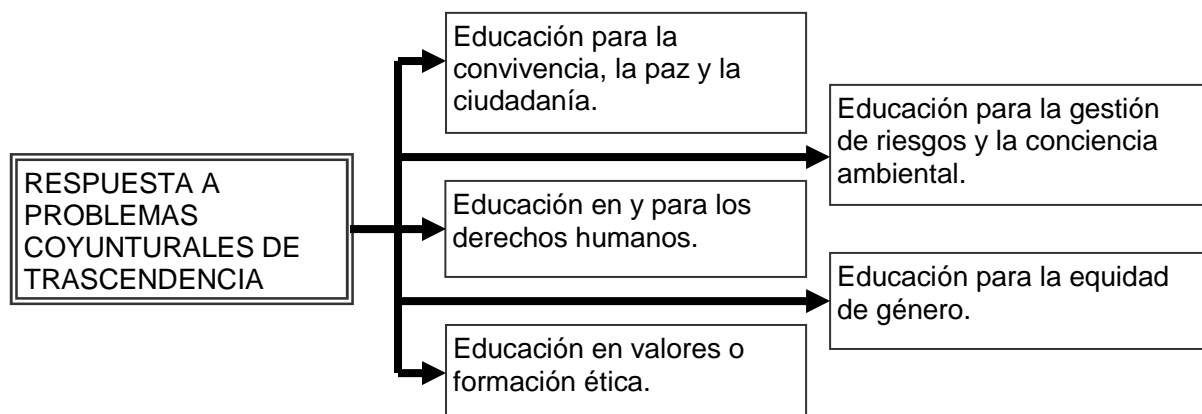 RESPUESTA A
PROBLEMAS
COYUNTURALES DE
TRASCENDENCIA
Educación para la
convivencia, la paz y la
ciudadanía.
Educación para la gestión
de riesgos y la conciencia
ambiental.
Educación en y para los
derechos humanos.
Educación para la equidad
de género.
Educación en valores o
formación ética.